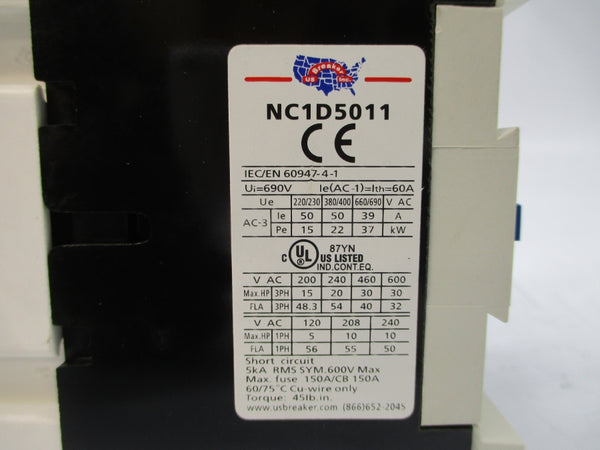 US Breaker Inc.
NC1D5011
CE
IEC/EN 60947-4-1
Ui=690V Ie(AC-1)=Ith=60A
Ue 220/230 380/400 660/690 V AC
AC-3 Ie 50 50 39 A
Pe 15 22 37 kW
87YN
C UL US LISTED
IND.CONT.EQ.
V AC 200 240 460 600
Max.HP 3PH 15 20 30 30
FLA 3PH 48.3 54 40 32
V AC 120 208 240
Max.HP 1PH 5 10 10
FLA 1PH 56 55 50
Short circuit
5kA RMS SYM.600V Max
Max. fuse 150A/CB 150A
60/75°C Cu-wire only
Torque: 45lb.in.
www.usbreaker.com (866)652-2045